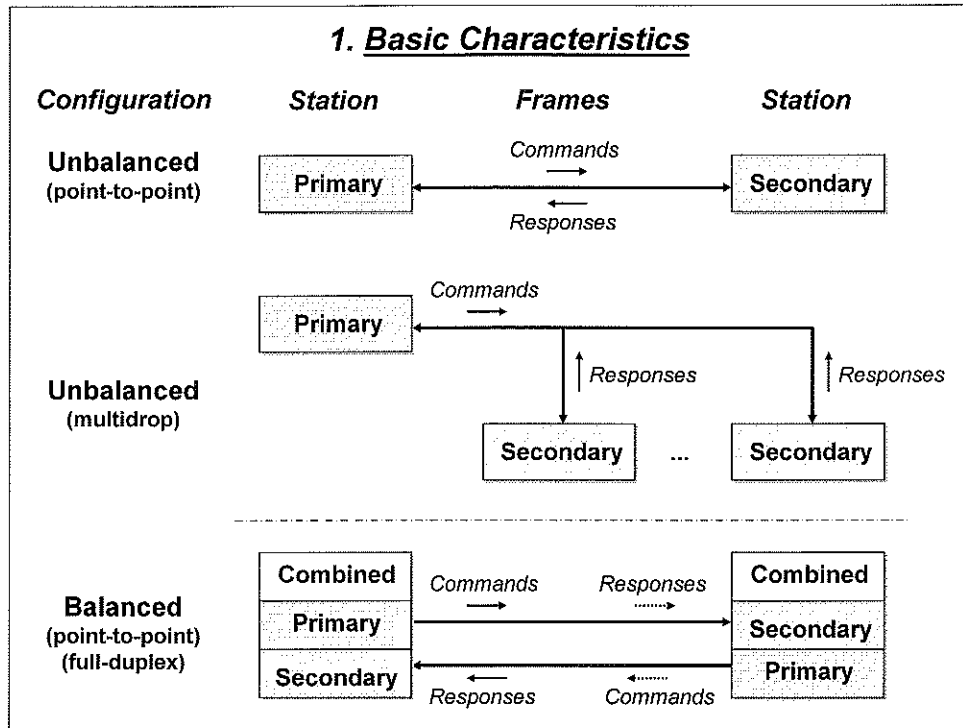 1. Basic Characteristics
Configuration Station Frames Station
Unbalanced
(point-to-point)
Primary
Commands
Responses
Secondary
Unbalanced
(multidrop)
Primary
Commands
Responses
Responses
Secondary
...
Secondary
Balanced
(point-to-point)
(full-duplex)
Combined
Primary
Secondary
Commands
Responses
Responses
Commands
Combined
Secondary
Primary